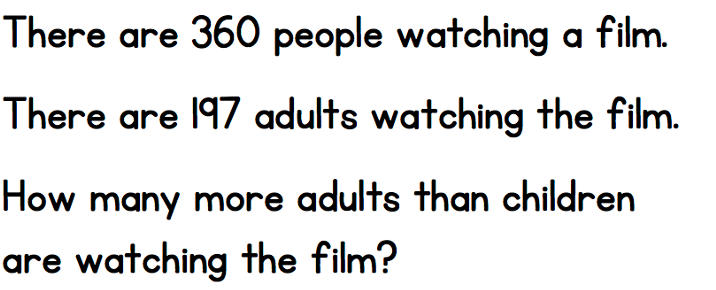 There are 360 people watching a film.
There are 197 adults watching the film.
How many more adults than children
are watching the film?